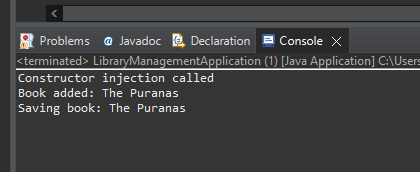 Problems @ Javadoc Declaration Console
<terminated> LibraryManagementApplication (1) [Java Application] C:\Users
Constructor injection called
Book added: The Puranas
Saving book: The Puranas